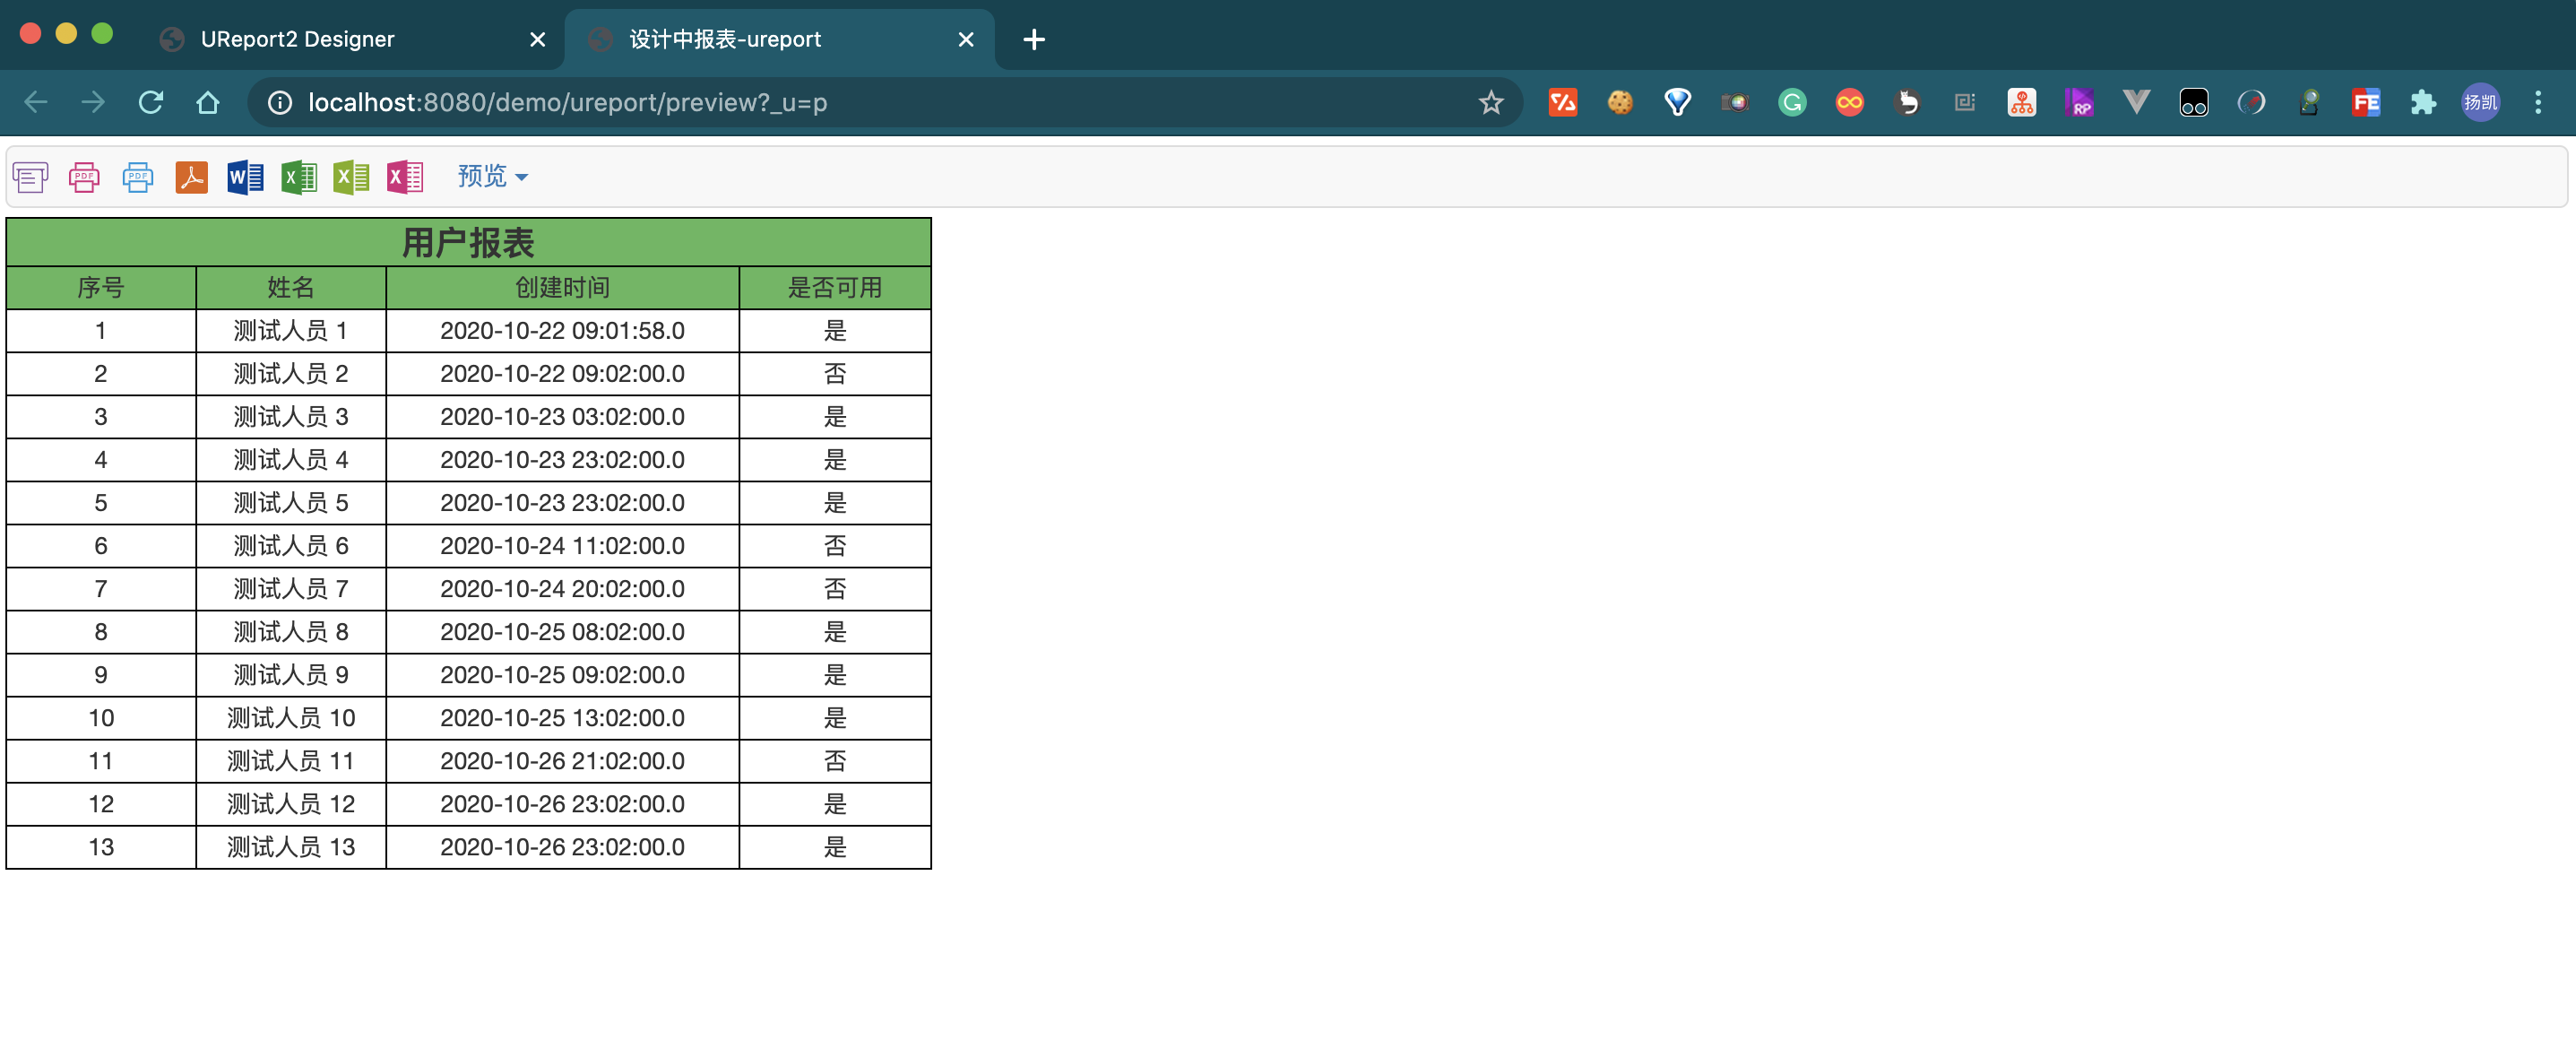 UReport2 Designer
设计中报表-ureport
localhost:8080/demo/ureport/preview?_u=p
RP
FE
扬凯
PDF
PDF
W
X
X
X
预览
用户报表
序号 姓名 创建时间 是否可用
1 测试人员 1 2020-10-22 09:01:58.0 是
2 测试人员 2 2020-10-22 09:02:00.0 否
3 测试人员 3 2020-10-23 03:02:00.0 是
4 测试人员 4 2020-10-23 23:02:00.0 是
5 测试人员 5 2020-10-23 23:02:00.0 是
6 测试人员 6 2020-10-24 11:02:00.0 否
7 测试人员 7 2020-10-24 20:02:00.0 否
8 测试人员 8 2020-10-25 08:02:00.0 是
9 测试人员 9 2020-10-25 09:02:00.0 是
10 测试人员 10 2020-10-25 13:02:00.0 是
11 测试人员 11 2020-10-26 21:02:00.0 否
12 测试人员 12 2020-10-26 23:02:00.0 是
13 测试人员 13 2020-10-26 23:02:00.0 是